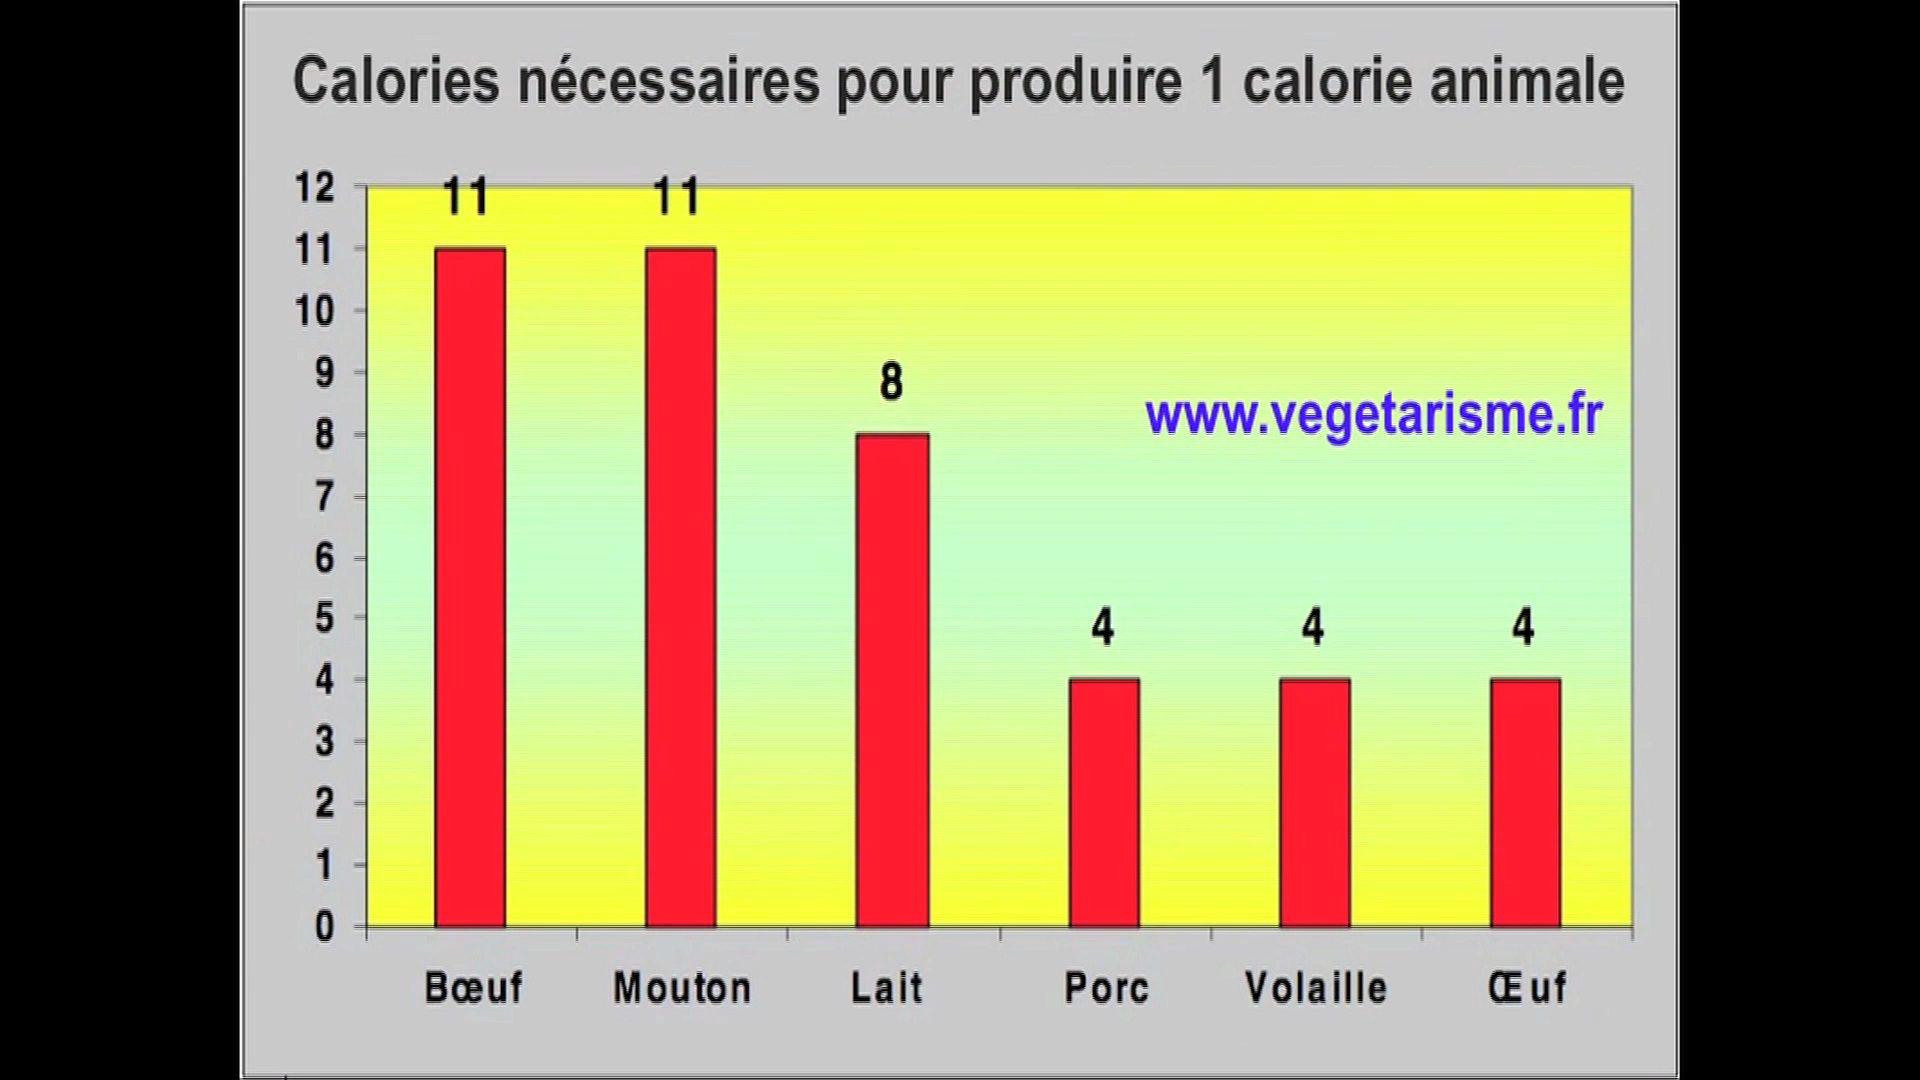 Calories nécessaires pour produire 1 calorie animale
12
11
10
9
8
7
6
5
4
3
2
1
0
11
11
8
4
4
4
www.vegetarisme.fr
Bœuf
Mouton
Lait
Porc
Volaille
Œuf